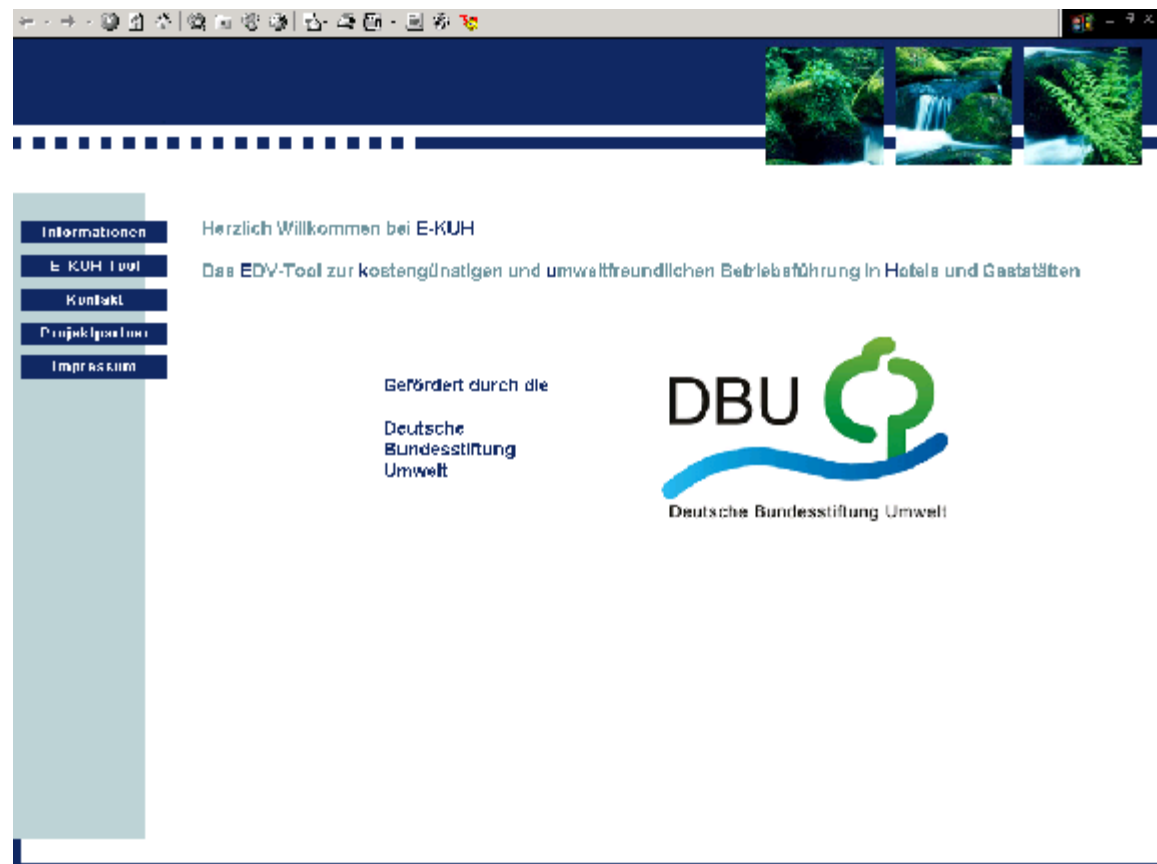 Herzlich Willkommen bei E-KUH
Das EDV-Tool zur kostengünstigen und umweltfreundlichen Betriebsführung in Hotels und Gaststätten
Informationen
E-KUH Tool
Kontakt
Projektpartner
Impressum
Gefördert durch die
Deutsche
Bundesstiftung
Umwelt
DBU
Deutsche Bundesstiftung Umwelt